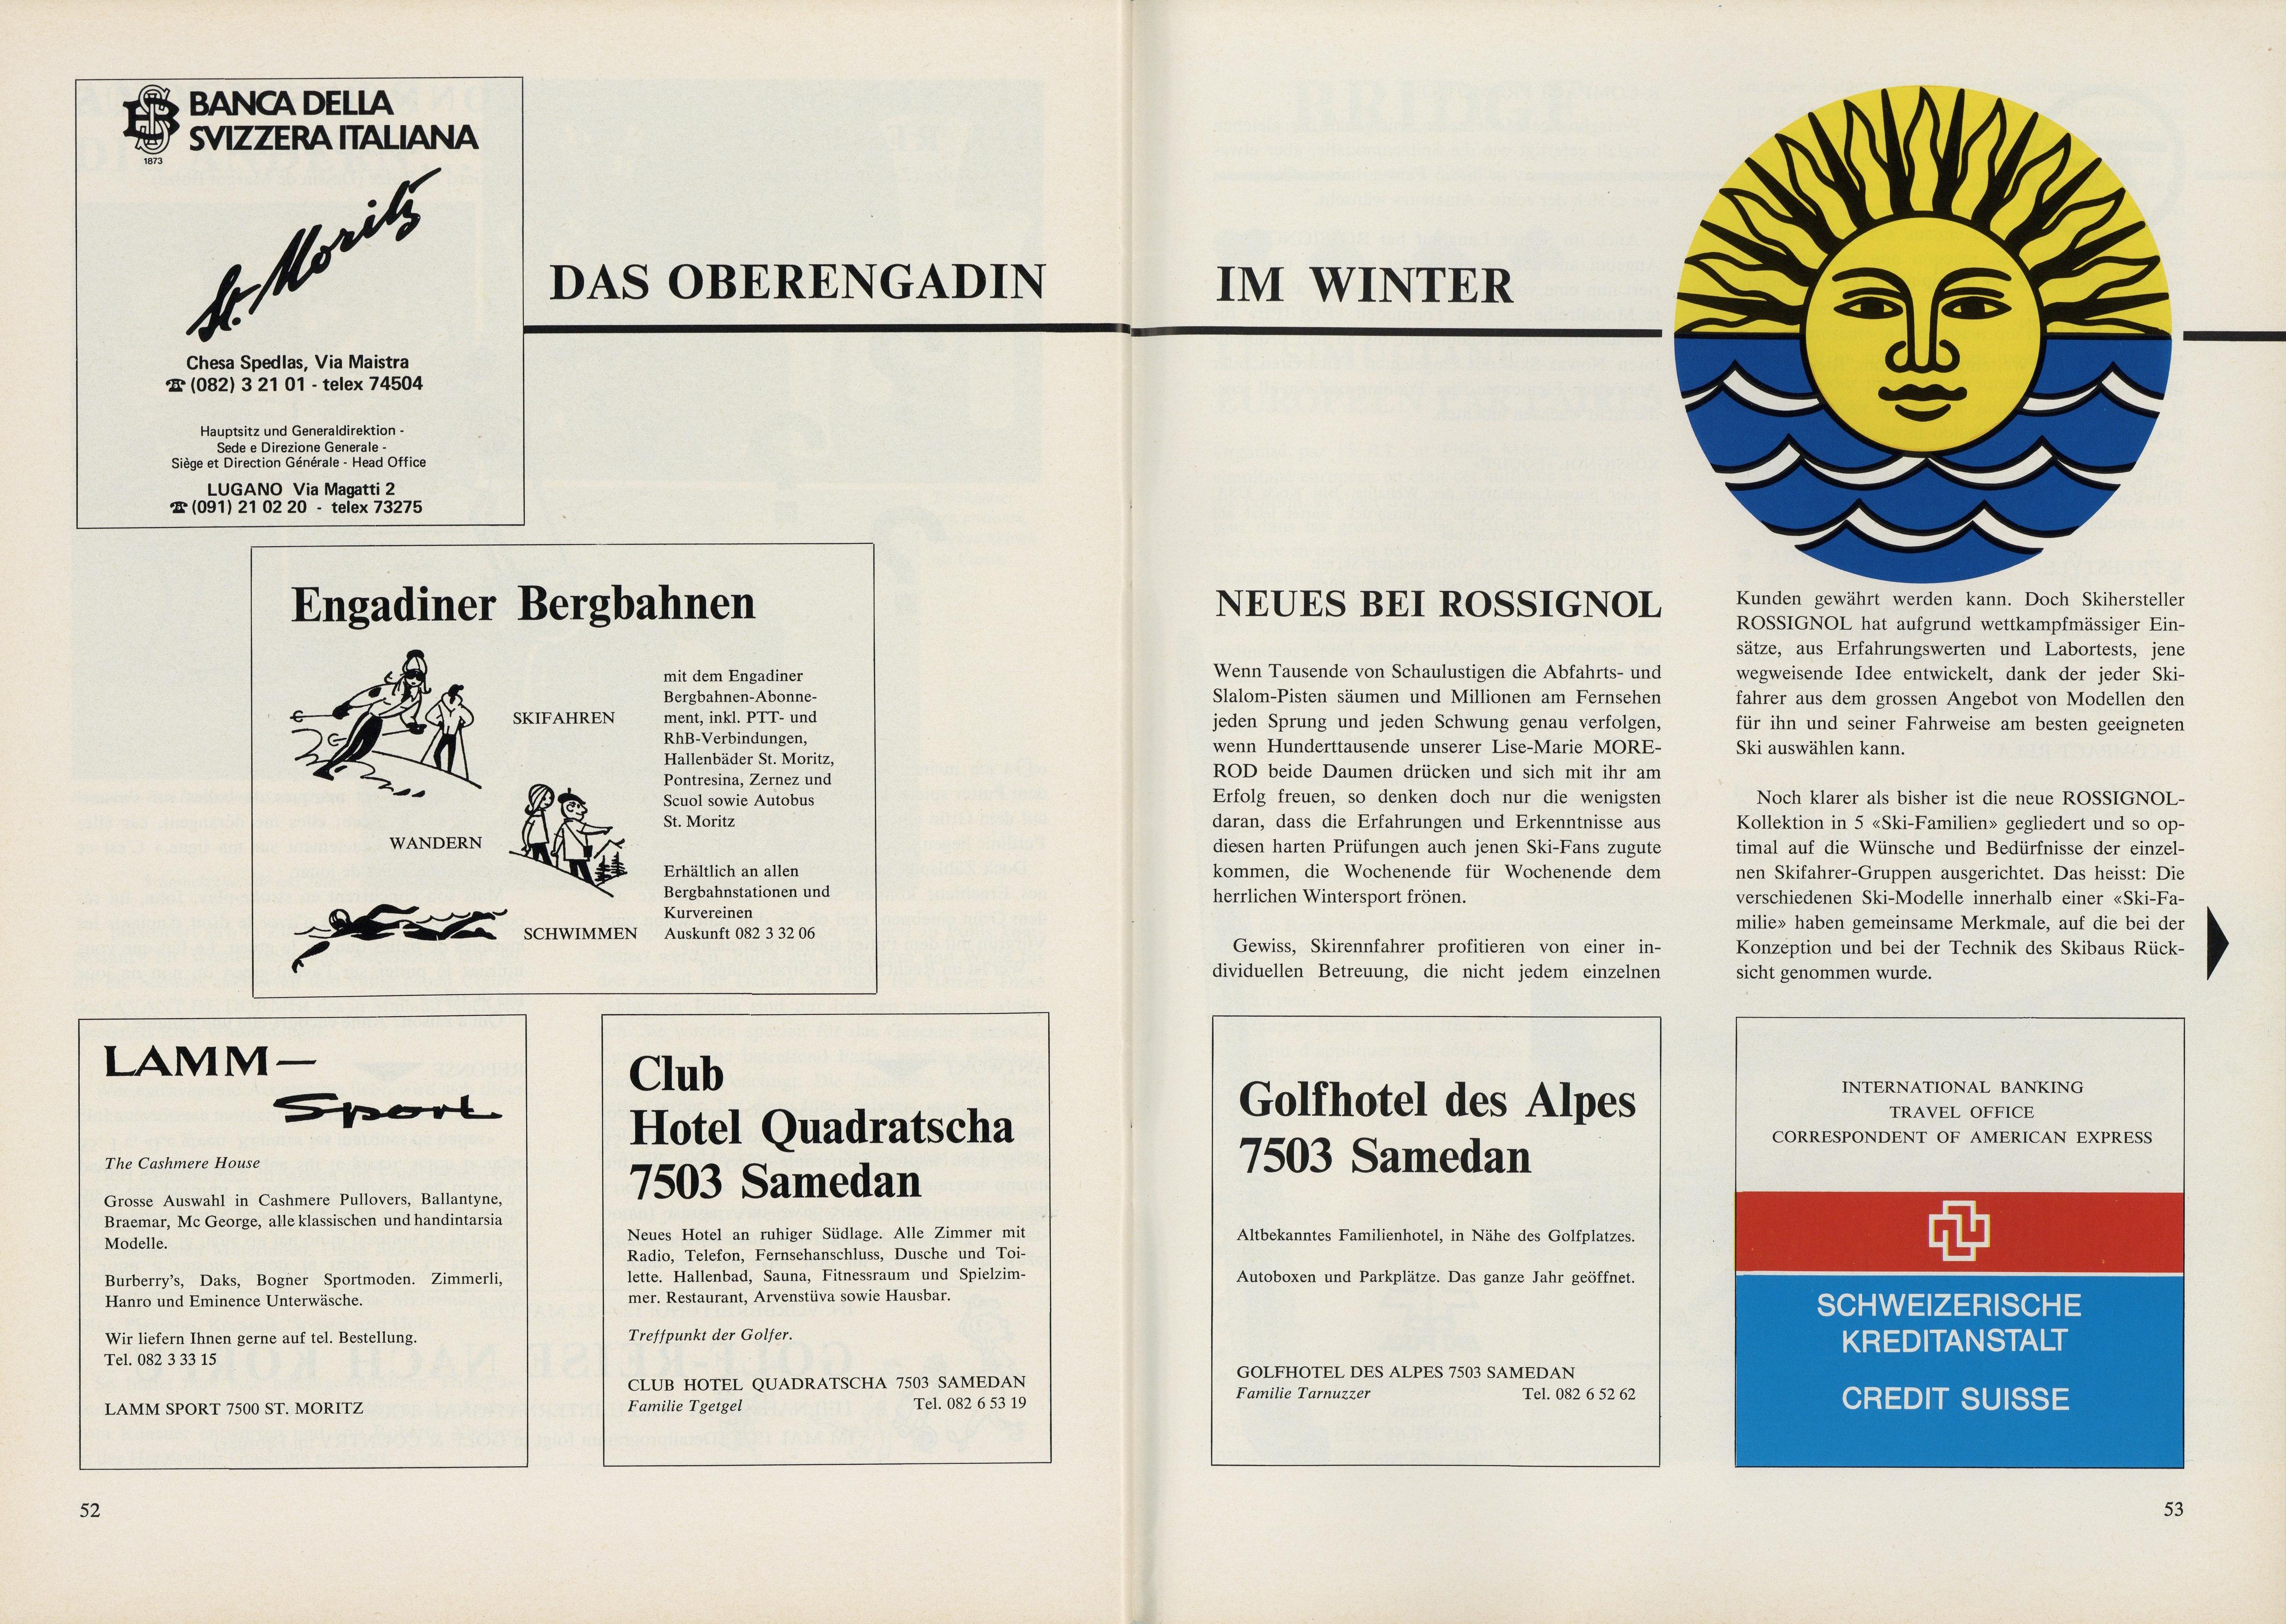 BANCA DELLA
SVIZZERA ITALIANA
1873
St. Moritz
Chesa Spedlas, Via Maistra
☎ (082) 3 21 01 - telex 74504
Hauptsitz und Generaldirektion -
Sede e Direzione Generale -
Siège et Direction Générale - Head Office
LUGANO Via Magatti 2
☎ (091) 21 02 20 - telex 73275
DAS OBERENGADIN
Engadiner Bergbahnen
SKIFAHREN
WANDERN
SCHWIMMEN
mit dem Engadiner
Bergbahnen-Abonne-
ment, inkl. PTT- und
RhB-Verbindungen,
Hallenbäder St. Moritz,
Pontresina, Zernez und
Scuol sowie Autobus
St. Moritz
Erhältlich an allen
Bergbahnstationen und
Kurvereinen
Auskunft 082 3 32 06
LAMM-
Sport
The Cashmere House
Grosse Auswahl in Cashmere Pullovers, Ballantyne,
Braemar, Mc George, alle klassischen und handintarsia
Modelle.
Burberry's, Daks, Bogner Sportmoden. Zimmerli,
Hanro und Eminence Unterwäsche.
Wir liefern Ihnen gerne auf tel. Bestellung.
Tel. 082 3 33 15
LAMM SPORT 7500 ST. MORITZ
Club
Hotel Quadratscha
7503 Samedan
Neues Hotel an ruhiger Südlage. Alle Zimmer mit
Radio, Telefon, Fernsehanschluss, Dusche und Toi-
lette. Hallenbad, Sauna, Fitnessraum und Spielzim-
mer. Restaurant, Arvenstüva sowie Hausbar.
Treffpunkt der Golfer.
CLUB HOTEL QUADRATSCHA 7503 SAMEDAN
Familie Tgetgel Tel. 082 6 53 19
52
IM WINTER
NEUES BEI ROSSIGNOL
Wenn Tausende von Schaulustigen die Abfahrts- und
Slalom-Pisten säumen und Millionen am Fernsehen
jeden Sprung und jeden Schwung genau verfolgen,
wenn Hunderttausende unserer Lise-Marie MORE-
ROD beide Daumen drücken und sich mit ihr am
Erfolg freuen, so denken doch nur die wenigsten
daran, dass die Erfahrungen und Erkenntnisse aus
diesen harten Prüfungen auch jenen Ski-Fans zugute
kommen, die Wochenende für Wochenende dem
herrlichen Wintersport frönen.
Gewiss, Skirennfahrer profitieren von einer in-
dividuellen Betreuung, die nicht jedem einzelnen
Kunden gewährt werden kann. Doch Skihersteller
ROSSIGNOL hat aufgrund wettkampfmässiger Ein-
sätze, aus Erfahrungswerten und Labortests, jene
wegweisende Idee entwickelt, dank der jeder Ski-
fahrer aus dem grossen Angebot von Modellen den
für ihn und seiner Fahrweise am besten geeigneten
Ski auswählen kann.
Noch klarer als bisher ist die neue ROSSIGNOL-
Kollektion in 5 «Ski-Familien» gegliedert und so op-
timal auf die Wünsche und Bedürfnisse der einzel-
nen Skifahrer-Gruppen ausgerichtet. Das heisst: Die
verschiedenen Ski-Modelle innerhalb einer «Ski-Fa-
milie» haben gemeinsame Merkmale, auf die bei der
Konzeption und bei der Technik des Skibaus Rück-
sicht genommen wurde.
Golfhotel des Alpes
7503 Samedan
Altbekanntes Familienhotel, in Nähe des Golfplatzes.
Autoboxen und Parkplätze. Das ganze Jahr geöffnet.
GOLFHOTEL DES ALPES 7503 SAMEDAN
Familie Tarnuzzer Tel. 082 6 52 62
INTERNATIONAL BANKING
TRAVEL OFFICE
CORRESPONDENT OF AMERICAN EXPRESS
SCHWEIZERISCHE
KREDITANSTALT
CREDIT SUISSE
53